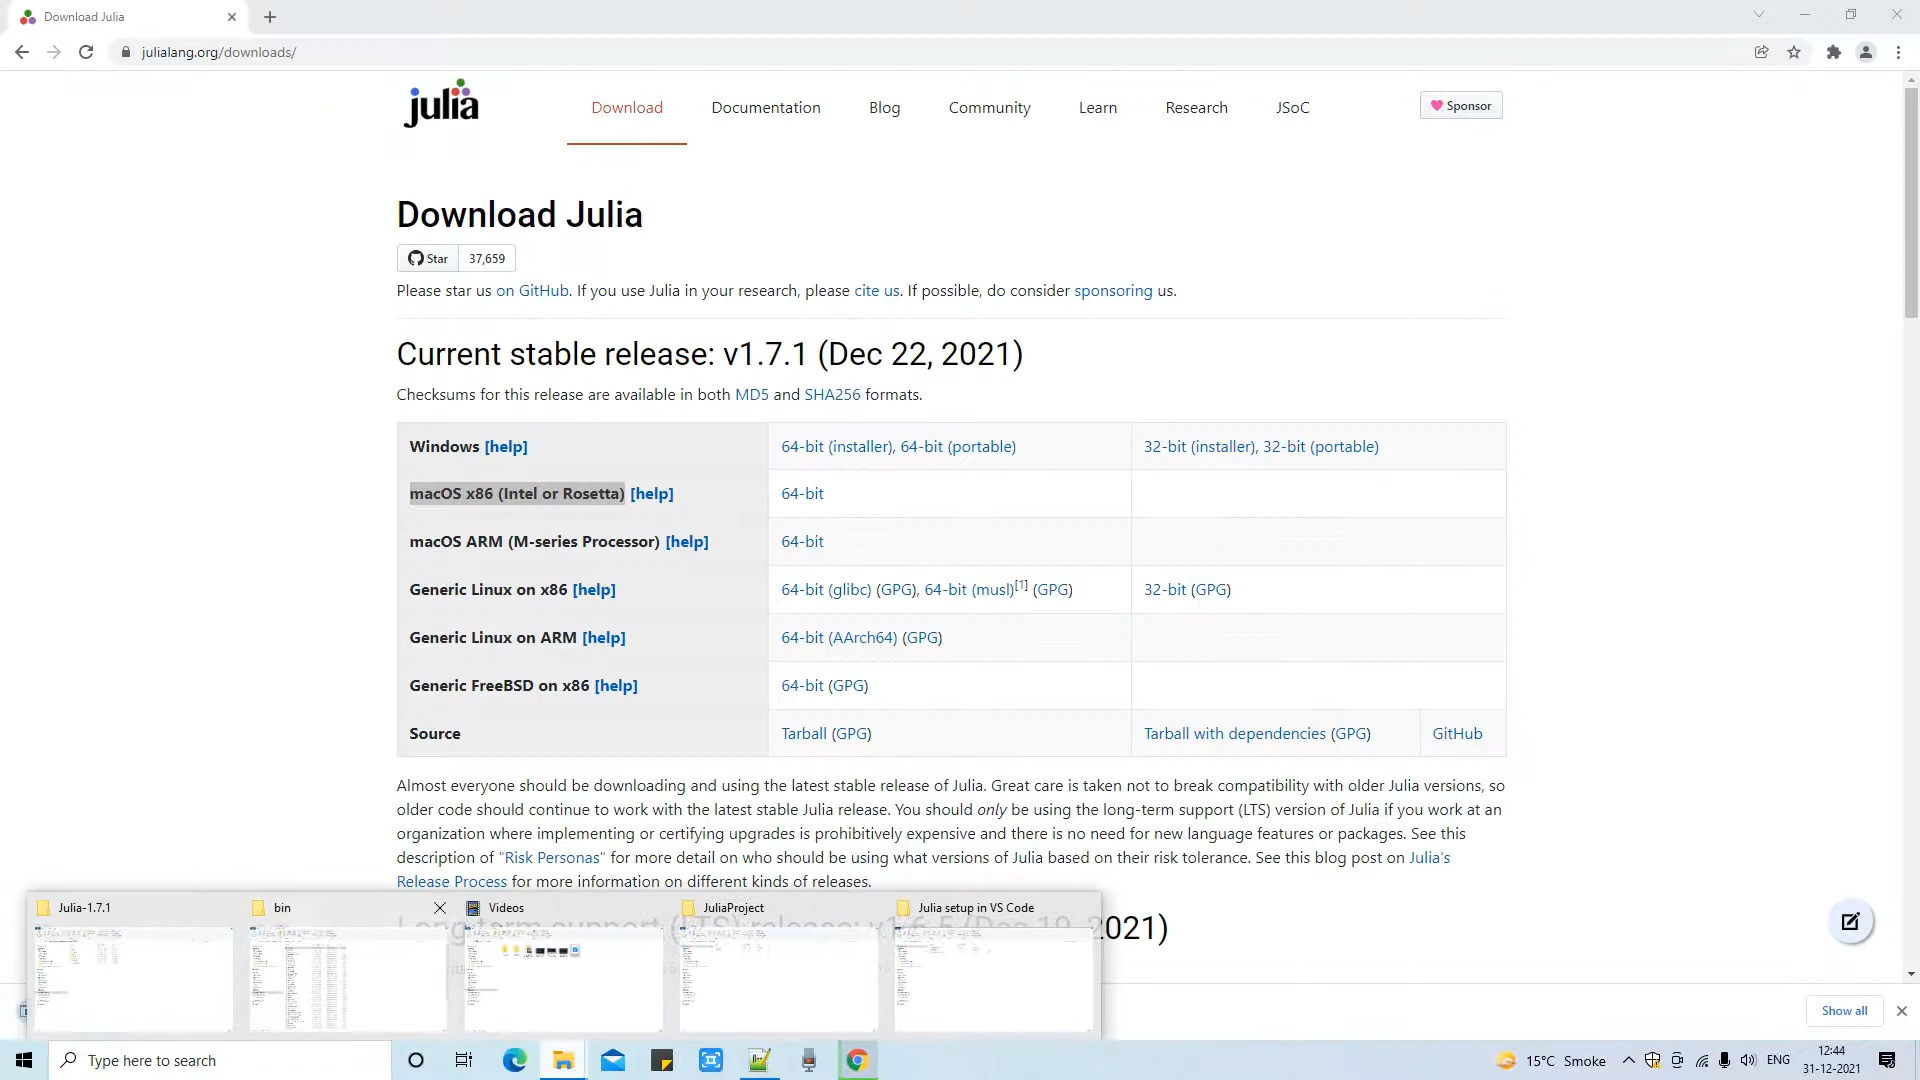 Download Julia
julialang.org/downloads/
julia
Download
Documentation
Blog
Community
Learn
Research
JSoC
Sponsor
Download Julia
Star 37,659
Please star us on GitHub. If you use Julia in your research, please cite us. If possible, do consider sponsoring us.
Current stable release: v1.7.1 (Dec 22, 2021)
Checksums for this release are available in both MD5 and SHA256 formats.
Windows [help] 64-bit (installer), 64-bit (portable) 32-bit (installer), 32-bit (portable)
macOS x86 (Intel or Rosetta) [help] 64-bit
macOS ARM (M-series Processor) [help] 64-bit
Generic Linux on x86 [help] 64-bit (glibc) (GPG), 64-bit (musl)[1] (GPG) 32-bit (GPG)
Generic Linux on ARM [help] 64-bit (AArch64) (GPG)
Generic FreeBSD on x86 [help] 64-bit (GPG)
Source Tarball (GPG) Tarball with dependencies (GPG) GitHub
Almost everyone should be downloading and using the latest stable release of Julia. Great care is taken not to break compatibility with older Julia versions, so
older code should continue to work with the latest stable Julia release. You should only be using the long-term support (LTS) version of Julia if you work at an
organization where implementing or certifying upgrades is prohibitively expensive and there is no need for new language features or packages. See this
description of "Risk Personas" for more detail on who should be using what versions of Julia based on their risk tolerance. See this blog post on Julia's
Release Process for more information on different kinds of releases.
Long-term support (LTS) release: v1.6.5 (Dec 19, 2021)
Julia-1.7.1
bin
Videos
JuliaProject
Julia setup in VS Code
Show all
Type here to search
15°C Smoke
ENG
12:44
31-12-2021